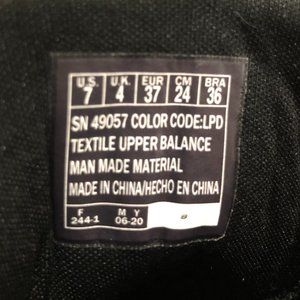 U.S. U.K. EUR CM BRA
7 4 37 24 36
SN 49057 COLOR CODE:LPD
TEXTILE UPPER BALANCE
MAN MADE MATERIAL
MADE IN CHINA/HECHO EN CHINA
F M Y
244-1 06-20